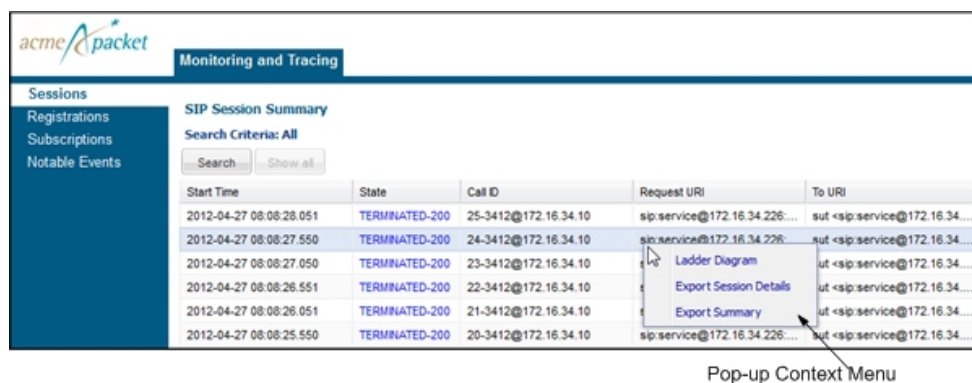 acme packet
Monitoring and Tracing
Sessions
Registrations
Subscriptions
Notable Events
SIP Session Summary
Search Criteria: All
Search Show all
Start Time State Call ID Request URI To URI
2012-04-27 08:08:28.051 TERMINATED-200 25-3412@172.16.34.10 sip:service@172.16.34.226:... sut <sip:service@172.16.34....
2012-04-27 08:08:27.550 TERMINATED-200 24-3412@172.16.34.10 sip:service@172.16.34.226:... sut <sip:service@172.16.34....
2012-04-27 08:08:27.050 TERMINATED-200 23-3412@172.16.34.10 ut <sip:service@172.16.34....
2012-04-27 08:08:26.551 TERMINATED-200 22-3412@172.16.34.10 ut <sip:service@172.16.34....
2012-04-27 08:08:26.051 TERMINATED-200 21-3412@172.16.34.10 ut <sip:service@172.16.34....
2012-04-27 08:08:25.550 TERMINATED-200 20-3412@172.16.34.10 sip:service@172.16.34.226:... sut <sip:service@172.16.34....
Ladder Diagram
Export Session Details
Export Summary
Pop-up Context Menu